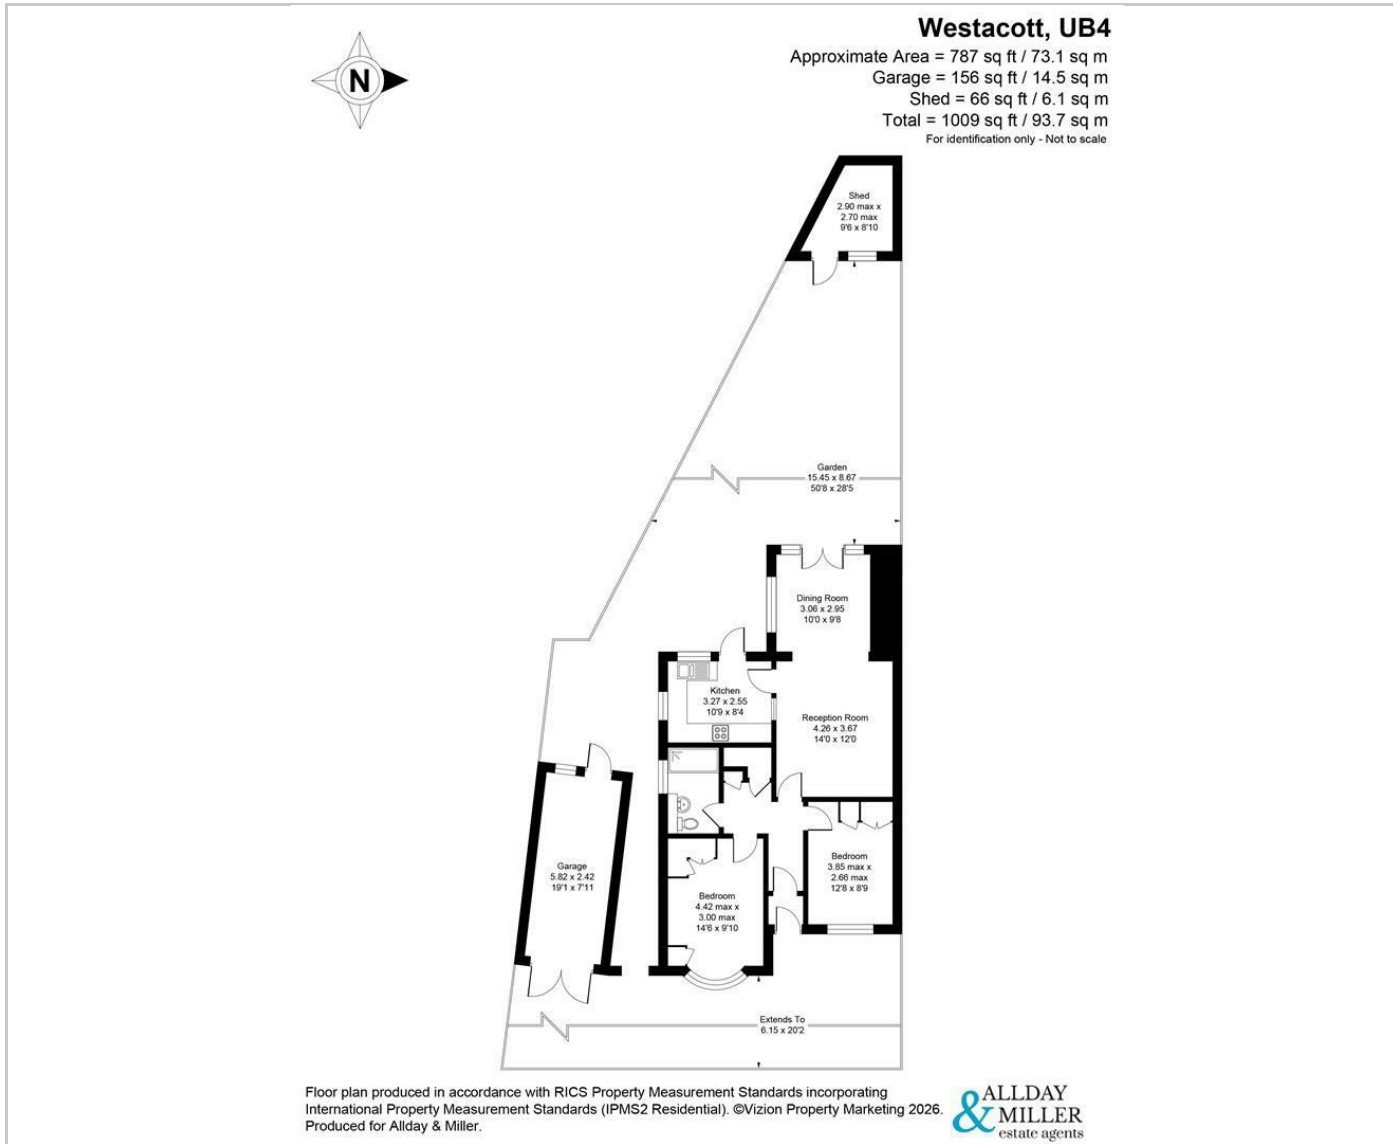 Westacott, UB4
Approximate Area = 787 sq ft / 73.1 sq m
Garage = 156 sq ft / 14.5 sq m
Shed = 66 sq ft / 6.1 sq m
Total = 1009 sq ft / 93.7 sq m
For identification only - Not to scale
N
Shed
2.90 max x
2.70 max
9'6 x 8'10
Garden
15.45 x 8.67
50'8 x 28'5
Dining Room
3.06 x 2.95
10'0 x 9'8
Kitchen
3.27 x 2.55
10'9 x 8'4
Reception Room
4.26 x 3.67
14'0 x 12'0
Garage
5.82 x 2.42
19'1 x 7'11
Bedroom
3.85 max x
2.66 max
12'8 x 8'9
Bedroom
4.42 max x
3.00 max
14'6 x 9'10
Extends To
6.15 x 20'2
Floor plan produced in accordance with RICS Property Measurement Standards incorporating
International Property Measurement Standards (IPMS2 Residential). ©Vizion Property Marketing 2026.
Produced for Allday & Miller.
ALLDAY
& MILLER
estate agents